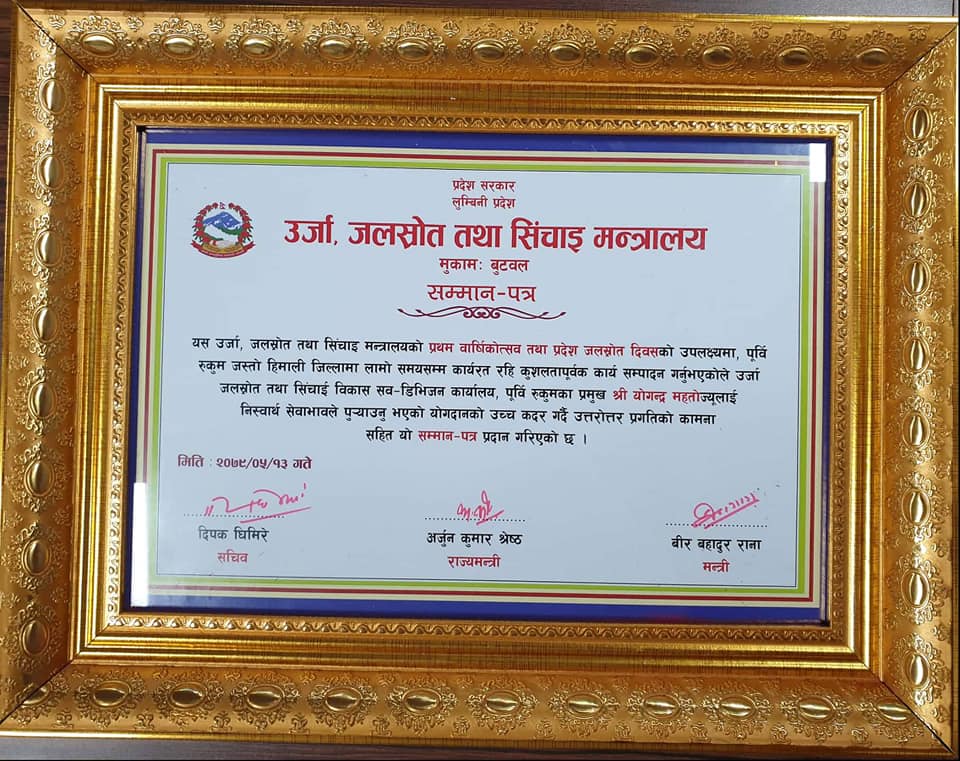 प्रदेश सरकार
लुम्बिनी प्रदेश
उर्जा, जलस्रोत तथा सिंचाइ मन्त्रालय
मुकामः बुटवल
सम्मान-पत्र
यस उर्जा, जलस्रोत तथा सिंचाइ मन्त्रालयको प्रथम वार्षिकोत्सव तथा प्रदेश जलस्रोत दिवसको उपलक्ष्यमा, पूर्वि
रुकुम जस्तो हिमाली जिल्लामा लामो समयसम्म कार्यरत रहि कुशलतापूर्वक कार्य सम्पादन गर्नुभएकोले उर्जा
जलस्रोत तथा सिंचाई विकास सव-डिभिजन कार्यालय, पूर्वि रुकुमका प्रमुख श्री योगन्द्र महतोज्यूलाई
निस्वार्थ सेवाभावले पुऱ्याउनु भएको योगदानको उच्च कदर गर्दै उत्तरोत्तर प्रगतिको कामना
सहित यो सम्मान-पत्र प्रदान गरिएको छ ।
मिति : २०७९/०५/१३ गते
दिपक घिमिरे
सचिव
अर्जुन कुमार श्रेष्ठ
राज्यमन्त्री
बीर बहादुर राना
मन्त्री